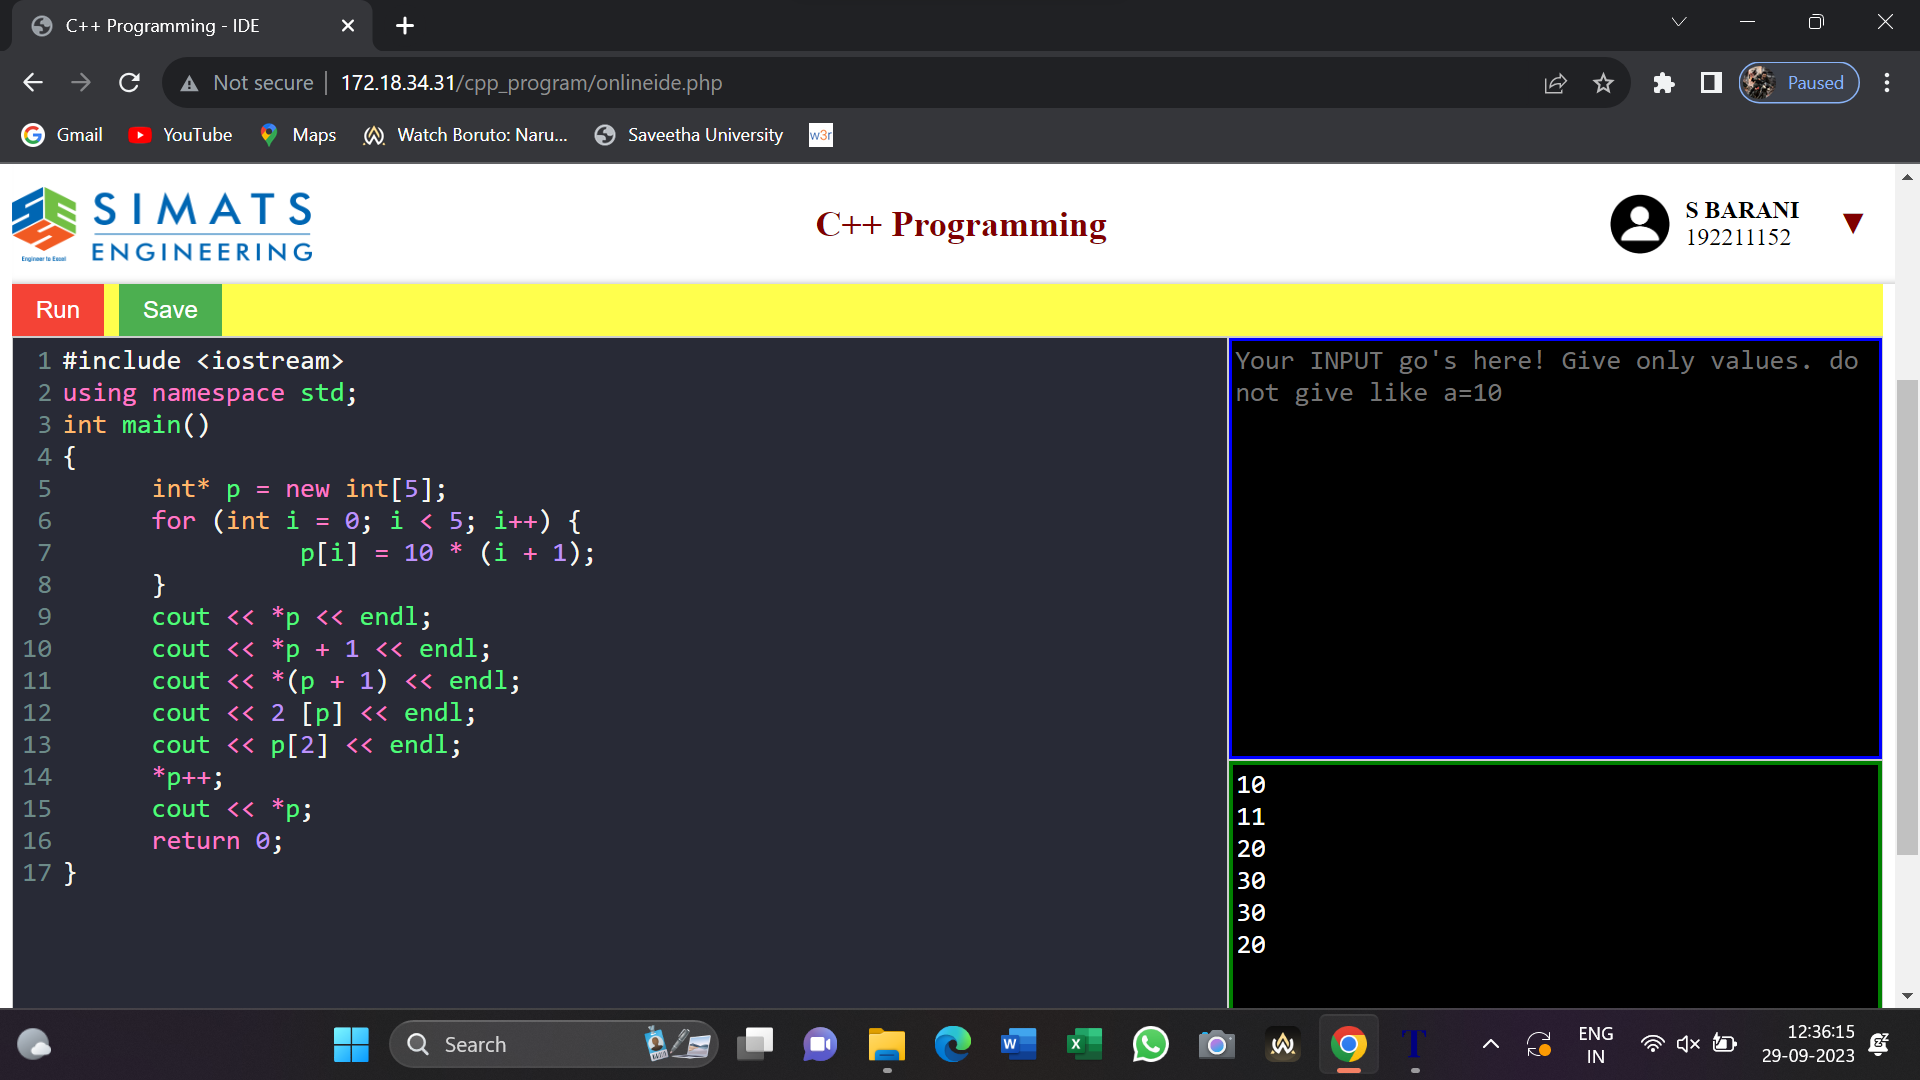 C++ Programming - IDE
Not secure
172.18.34.31/cpp_program/onlineide.php
Paused
Gmail
YouTube
Maps
Watch Boruto: Naru...
Saveetha University
w3r
SIMATS
ENGINEERING
Engineer to Excel
C++ Programming
S BARANI
192211152
Run
Save
1 #include <iostream>
2 using namespace std;
3 int main()
4 {
5 int* p = new int[5];
6 for (int i = 0; i < 5; i++) {
7 p[i] = 10 * (i + 1);
8 }
9 cout << *p << endl;
10 cout << *p + 1 << endl;
11 cout << *(p + 1) << endl;
12 cout << 2 [p] << endl;
13 cout << p[2] << endl;
14 *p++;
15 cout << *p;
16 return 0;
17 }
Your INPUT go's here! Give only values. do
not give like a=10
10
11
20
30
30
20
Search
ENG
IN
12:36:15
29-09-2023